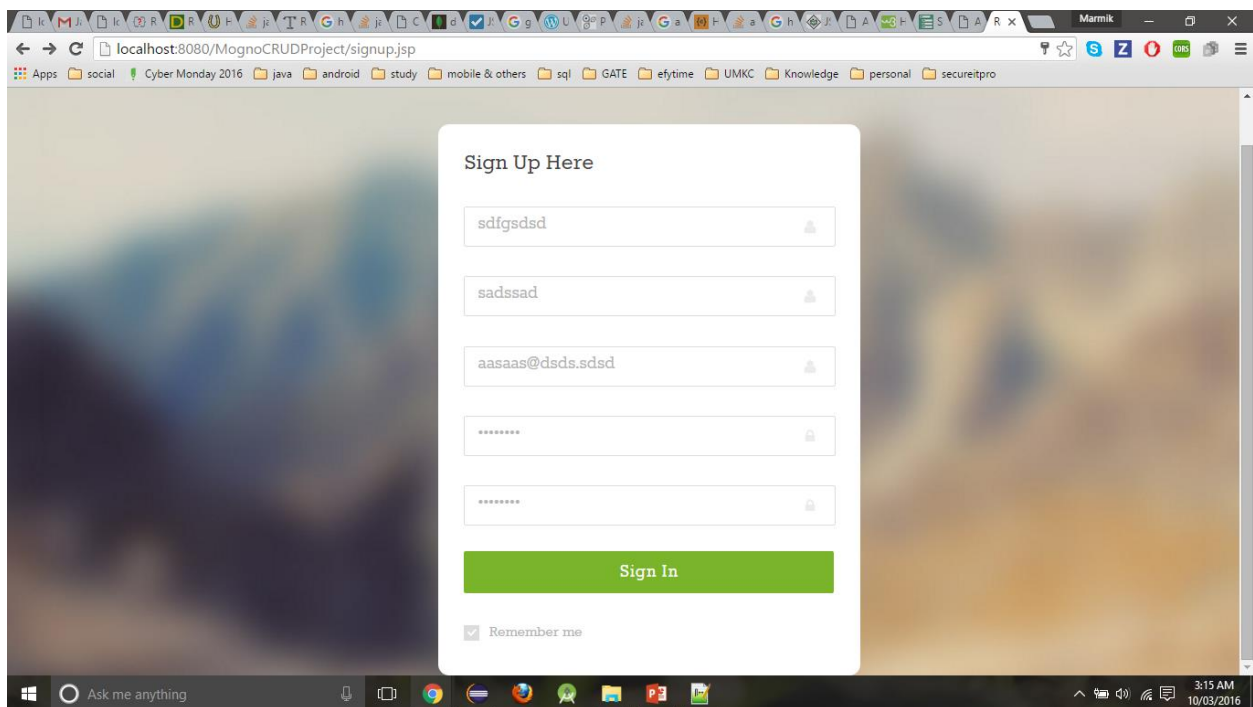 Marmik
localhost:8080/MognoCRUDProject/signup.jsp
Apps social Cyber Monday 2016 java android study mobile & others sql GATE efytime UMKC Knowledge personal secureitpro
Sign Up Here
sdfgsdsd
sadssad
aasaas@dsds.sdsd
••••••••
••••••••
Sign In
Remember me
Ask me anything
3:15 AM
10/03/2016